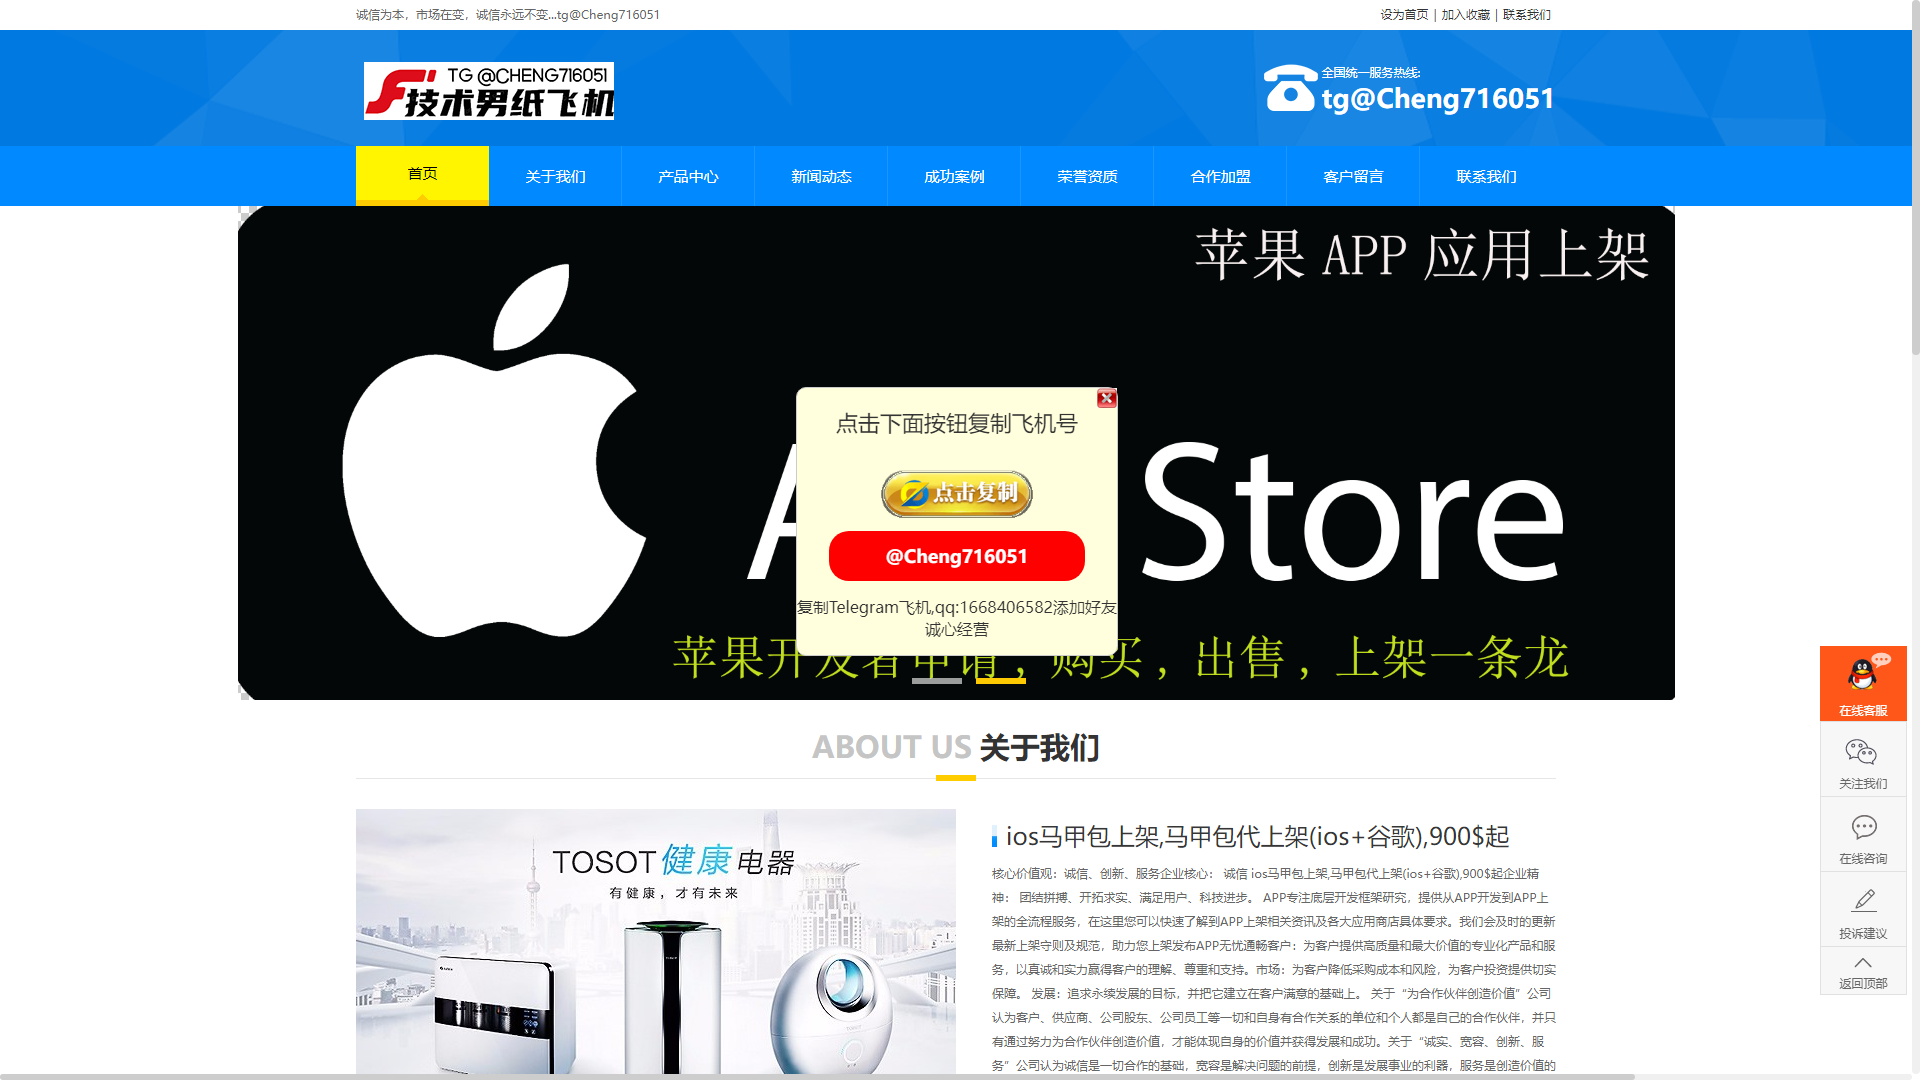 诚信为本，市场在变，诚信永远不变...tg@Cheng716051
设为首页 | 加入收藏 | 联系我们
TG @CHENG716051
技术男纸飞机
全国统一服务热线:
tg@Cheng716051
首页
关于我们
产品中心
新闻动态
成功案例
荣誉资质
合作加盟
客户留言
联系我们
苹果 APP 应用上架
Store
苹果开发者申请，购买，出售，上架一条龙
点击下面按钮复制飞机号
点击复制
@Cheng716051
复制Telegram飞机,qq:1668406582添加好友
诚心经营
在线客服
关注我们
在线咨询
投诉建议
返回顶部
ABOUT US 关于我们
TOSOT健康电器
有健康，才有未来
ios马甲包上架,马甲包代上架(ios+谷歌),900$起
核心价值观：诚信、创新、服务企业核心： 诚信 ios马甲包上架,马甲包代上架(ios+谷歌),900$起企业精
神： 团结拼搏、开拓求实、满足用户、科技进步。 APP专注底层开发框架研究，提供从APP开发到APP上
架的全流程服务，在这里您可以快速了解到APP上架相关资讯及各大应用商店具体要求。我们会及时的更新
最新上架守则及规范，助力您上架发布APP无忧通畅客户：为客户提供高质量和最大价值的专业化产品和服
务，以真诚和实力赢得客户的理解、尊重和支持。市场：为客户降低采购成本和风险，为客户投资提供切实
保障。 发展：追求永续发展的目标，并把它建立在客户满意的基础上。 关于“为合作伙伴创造价值”公司
认为客户、供应商、公司股东、公司员工等一切和自身有合作关系的单位和个人都是自己的合作伙伴，并只
有通过努力为合作伙伴创造价值，才能体现自身的价值并获得发展和成功。关于“诚实、宽容、创新、服
务”公司认为诚信是一切合作的基础，宽容是解决问题的前提，创新是发展事业的利器，服务是创造价值的